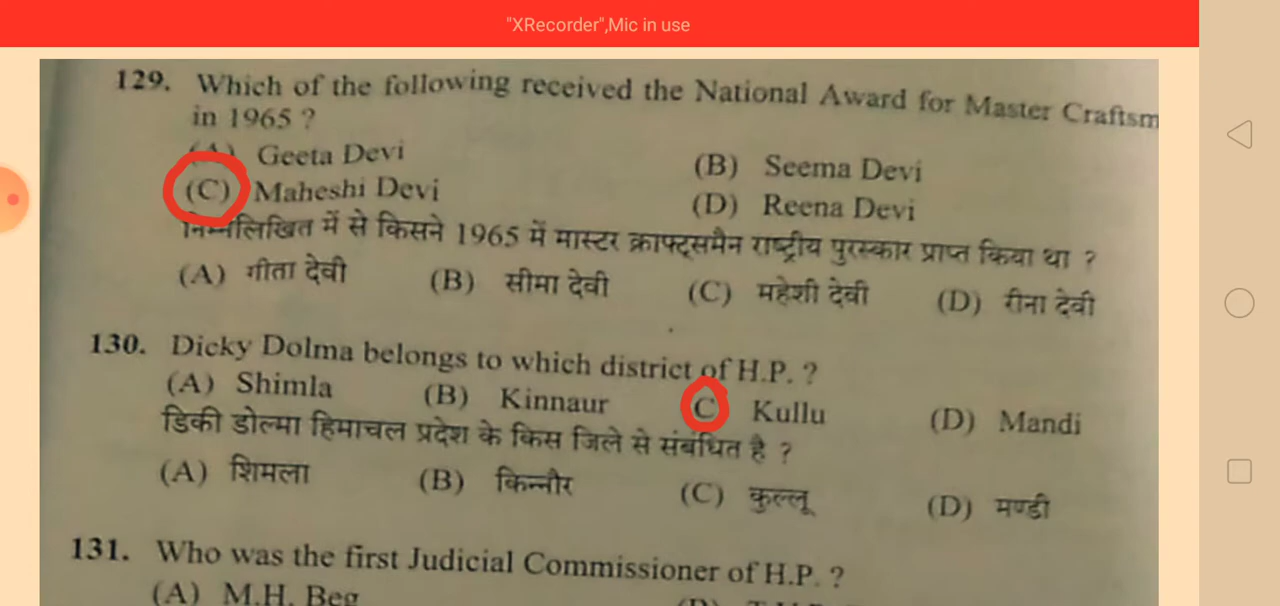 "XRecorder",Mic in use
129. Which of the following received the National Award for Master Craftsm
in 1965 ?
(A) Geeta Devi (B) Seema Devi
(C) Maheshi Devi (D) Reena Devi
निम्नलिखित में से किसने 1965 में मास्टर क्राफ्ट्समैन राष्ट्रीय पुरस्कार प्राप्त किया था ?
(A) गीता देवी (B) सीमा देवी (C) महेशी देवी (D) रीना देवी
130. Dicky Dolma belongs to which district of H.P. ?
(A) Shimla (B) Kinnaur C Kullu (D) Mandi
डिकी डोल्मा हिमाचल प्रदेश के किस जिले से संबंधित है ?
(A) शिमला (B) किन्नौर (C) कुल्लू (D) मण्डी
131. Who was the first Judicial Commissioner of H.P. ?
(A) M.H. Beg